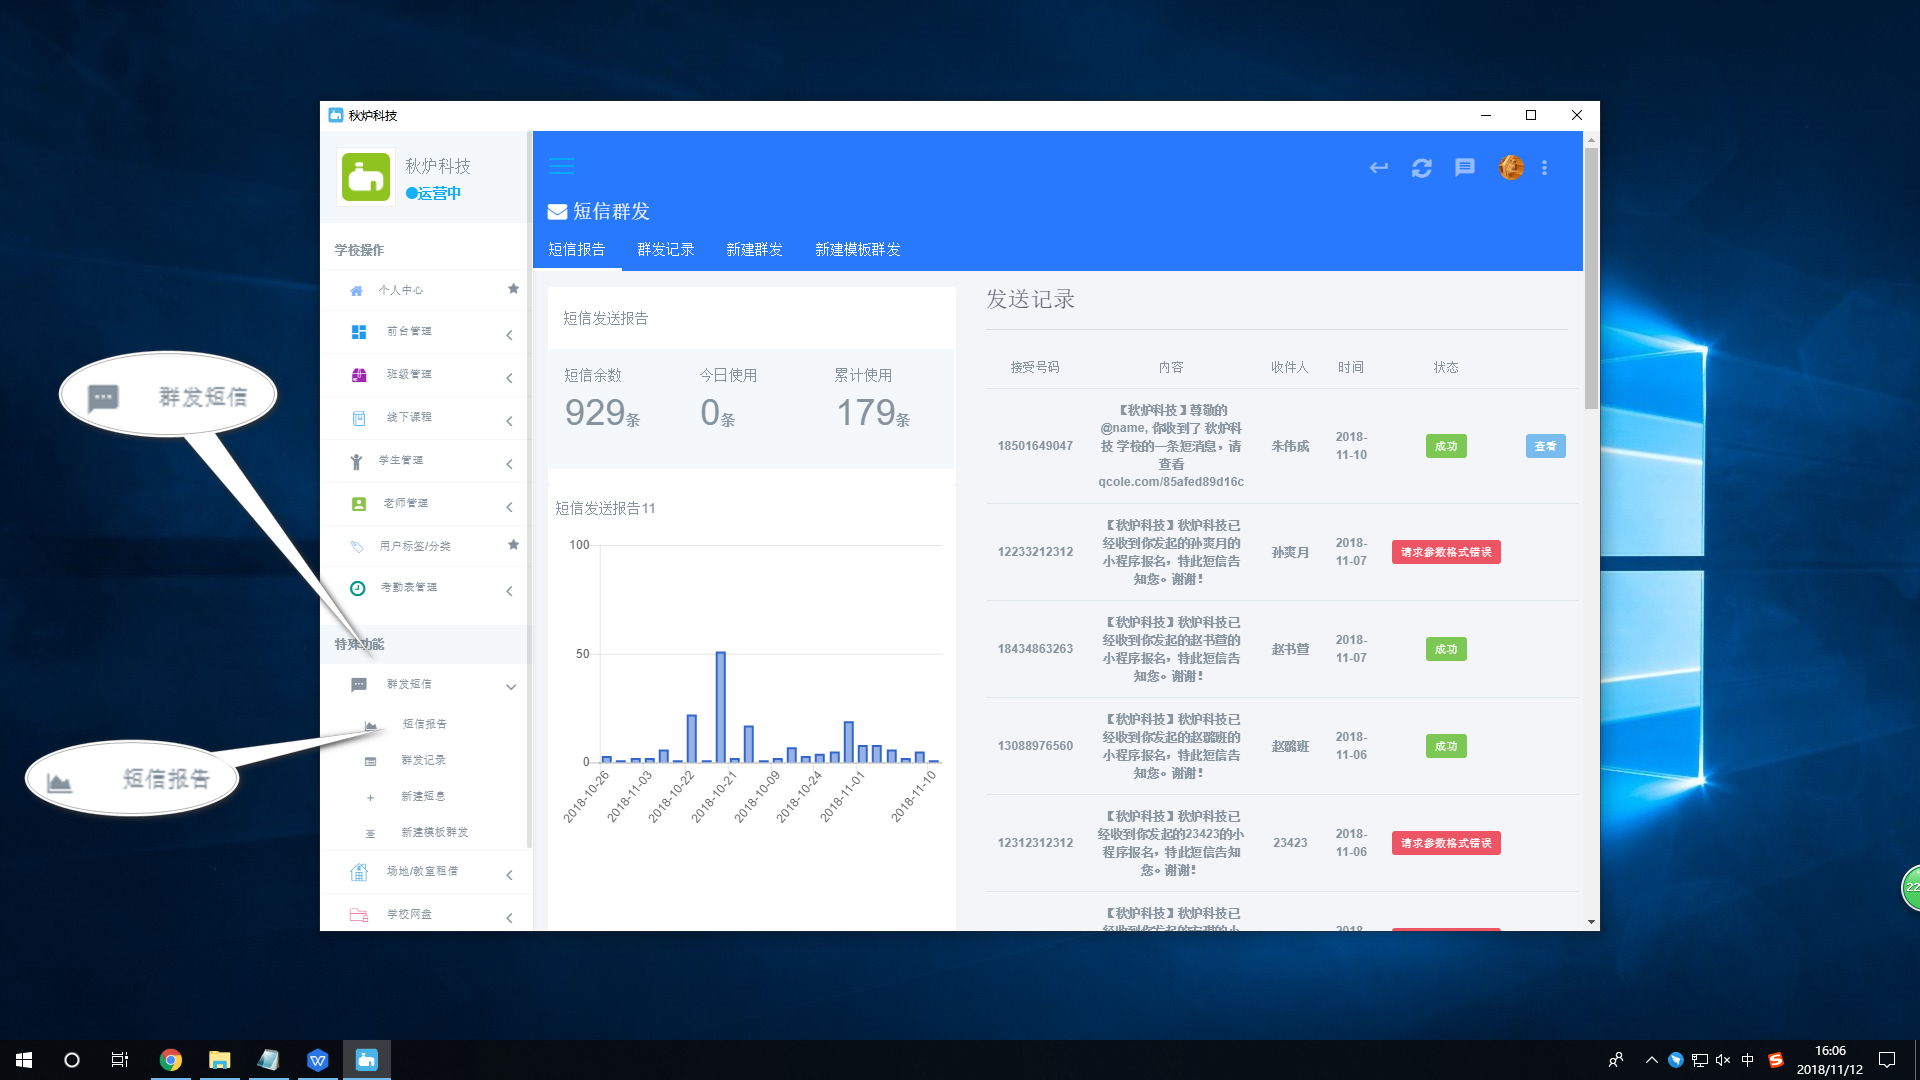 秋炉科技
秋炉科技
运营中
学校操作
个人中心
前台管理
班级管理
线下课程
学生管理
老师管理
用户标签/分类
考勤表管理
特殊功能
群发短信
短信报告
群发记录
新建短息
新建模板群发
场地/教室租借
学校网盘
群发短信
短信报告
短信群发
短信报告 群发记录 新建群发 新建模板群发
短信发送报告
短信余数 今日使用 累计使用
929条 0条 179条
短信发送报告11
100
50
0
2018-10-26 2018-11-03 2018-10-22 2018-10-21 2018-10-09 2018-10-24 2018-11-01 2018-11-10
发送记录
接受号码 内容 收件人 时间 状态
【秋炉科技】尊敬的
@name, 你收到了 秋炉科
技 学校的一条短消息，请
查看
qcole.com/85afed89d16c
18501649047 朱伟成 2018-
11-10 成功 查看
【秋炉科技】秋炉科技已
经收到你发起的孙爽月的
小程序报名，特此短信告
知您。谢谢！
12233212312 孙爽月 2018-
11-07 请求参数格式错误
【秋炉科技】秋炉科技已
经收到你发起的赵书萱的
小程序报名，特此短信告
知您。谢谢！
18434863263 赵书萱 2018-
11-07 成功
【秋炉科技】秋炉科技已
经收到你发起的赵璐班的
小程序报名，特此短信告
知您。谢谢！
13088976560 赵璐班 2018-
11-06 成功
【秋炉科技】秋炉科技已
经收到你发起的23423的小
程序报名，特此短信告知
您。谢谢！
12312312312 23423 2018-
11-06 请求参数格式错误
【秋炉科技】秋炉科技已
22
中
16:06
2018/11/12